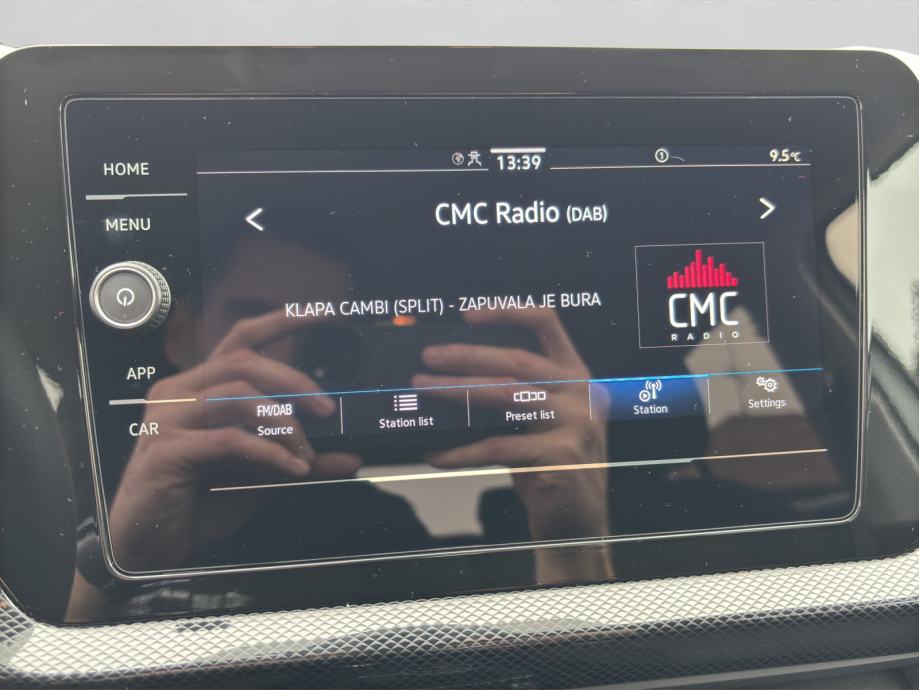 HOME
MENU
APP
CAR
1
13:39
9.5°C
<
CMC Radio (DAB)
>
KLAPA CAMBI (SPLIT) - ZAPUVALA JE BURA
CMC
RADIO
FM/DAB
Source
Station list
Preset list
Station
Settings